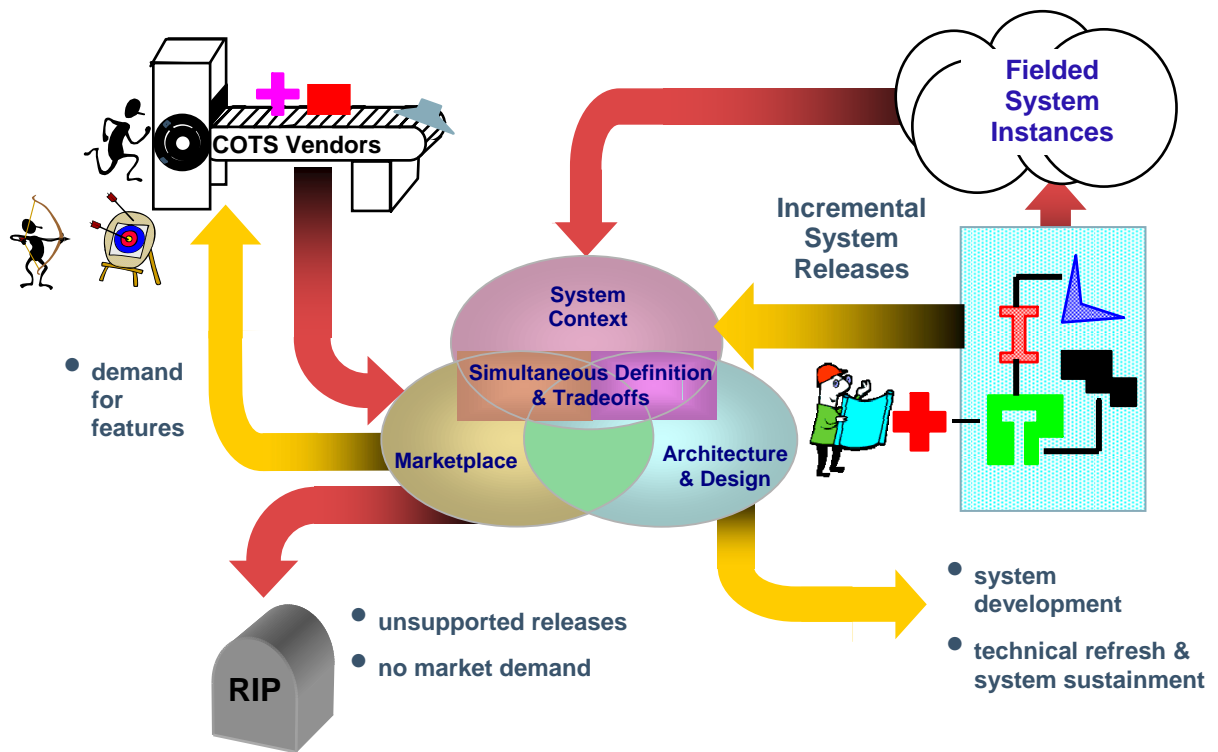 Fielded
System
Instances
COTS Vendors
Incremental
System
Releases
System
Context
• demand
for
features
Simultaneous Definition
& Tradeoffs
Marketplace
Architecture
& Design
• unsupported releases
• no market demand
RIP
• system
development
• technical refresh &
system sustainment